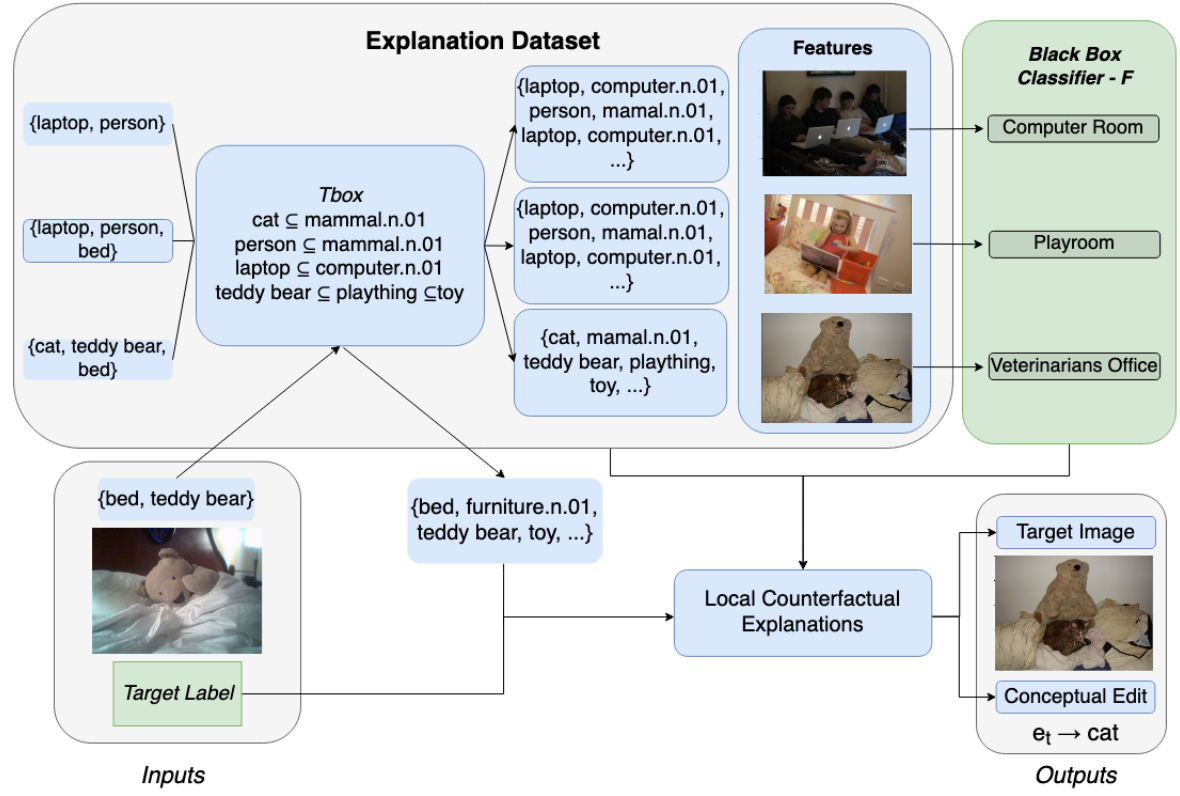 Explanation Dataset
{laptop, person}
{laptop, person,
bed}
{cat, teddy bear,
bed}
Tbox
cat ⊆ mammal.n.01
person ⊆ mammal.n.01
laptop ⊆ computer.n.01
teddy bear ⊆ plaything ⊆toy
{laptop, computer.n.01,
person, mamal.n.01,
laptop, computer.n.01,
...}
{laptop, computer.n.01,
person, mamal.n.01,
laptop, computer.n.01,
...}
{cat, mamal.n.01,
teddy bear, plaything,
toy, ...}
Features
Black Box
Classifier - F
Computer Room
Playroom
Veterinarians Office
{bed, teddy bear}
Target Label
Inputs
{bed, furniture.n.01,
teddy bear, toy, ...}
Local Counterfactual
Explanations
Target Image
Conceptual Edit
eₜ → cat
Outputs